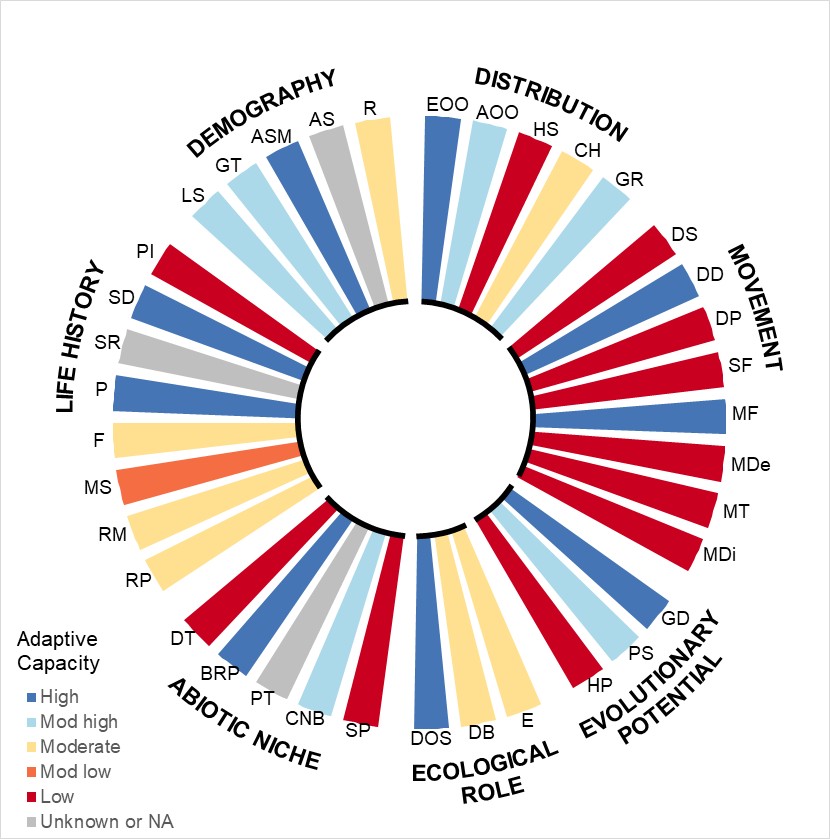 DISTRIBUTION
EOO
AOO
HS
CH
GR
MOVEMENT
DS
DD
DP
SF
MF
MDe
MT
MDi
EVOLUTIONARY
POTENTIAL
GD
PS
HP
ECOLOGICAL
ROLE
E
DB
DOS
ABIOTIC NICHE
SP
CNB
PT
BRP
DT
LIFE HISTORY
RP
RM
MS
F
P
SR
SD
PI
DEMOGRAPHY
LS
GT
ASM
AS
R
Adaptive
Capacity
High
Mod high
Moderate
Mod low
Low
Unknown or NA